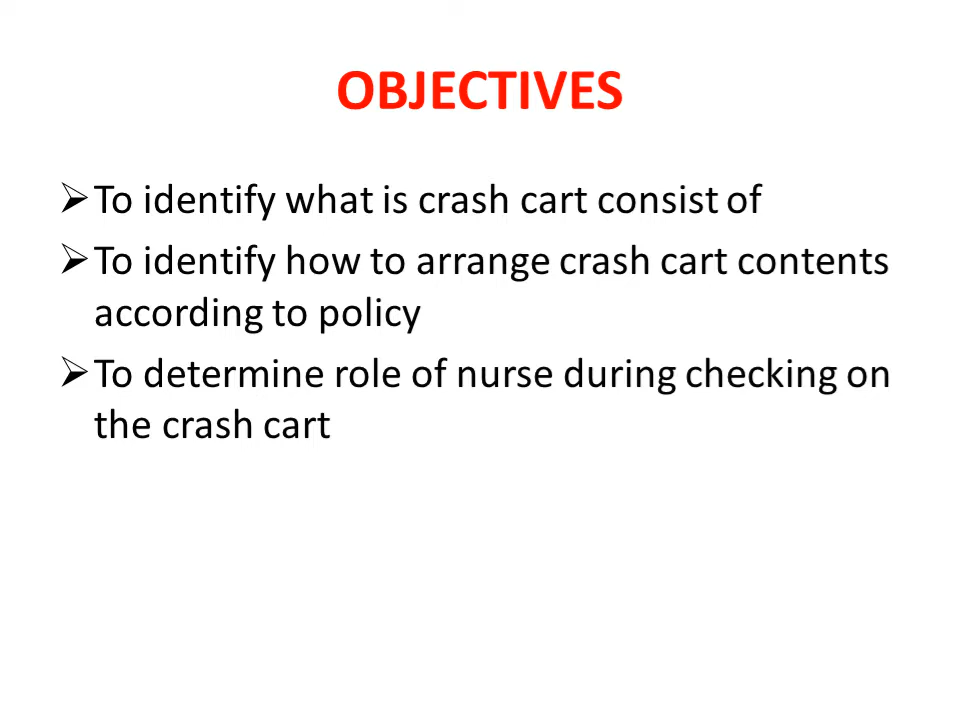 OBJECTIVES
➢To identify what is crash cart consist of
➢To identify how to arrange crash cart contents
according to policy
➢To determine role of nurse during checking on
the crash cart